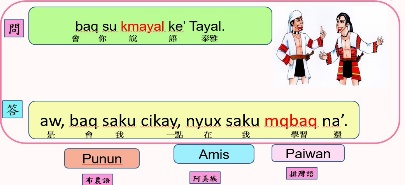 問
baq su kmayal ke' Tayal.
會 你 說 語 泰雅
答
aw, baq saku cikay, nyux saku mqbaq na’.
是 會 我 一點 在 我 學習 還
Punun Amis Paiwan
布農語 阿美族 排灣語